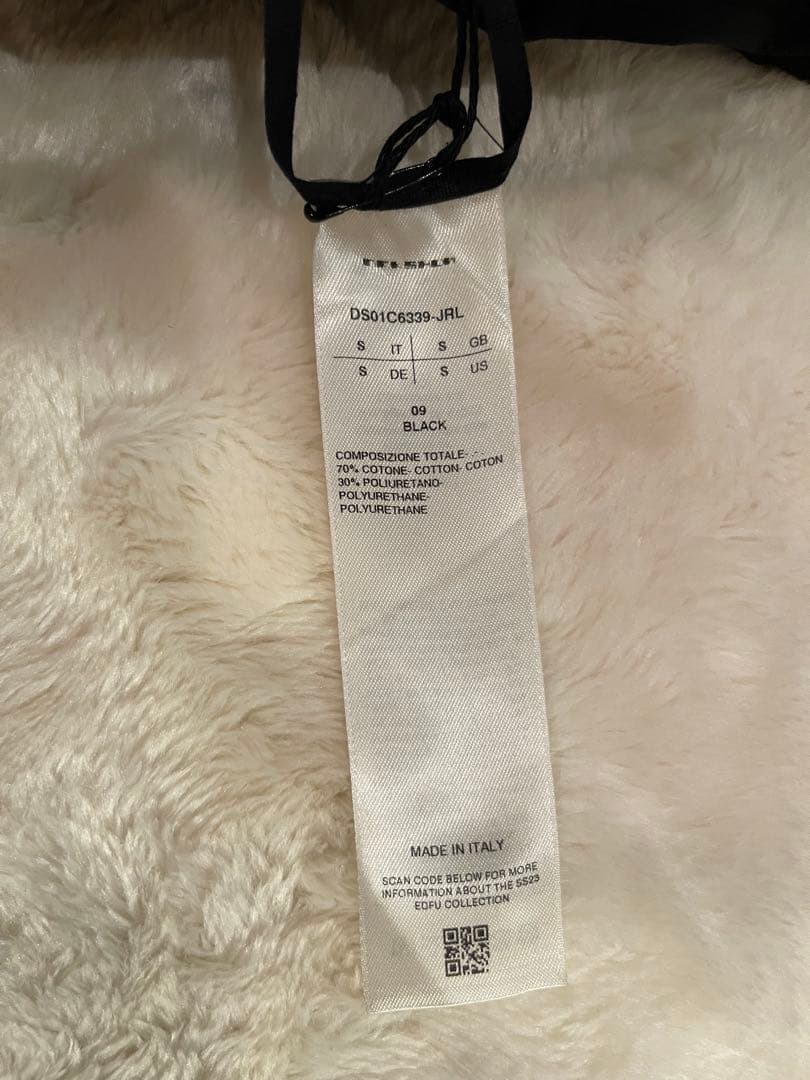 DS01C6339-JRL
S IT S GB
S DE S US
09
BLACK
COMPOSIZIONE TOTALE- -
70% COTONE- COTTON- COTON
30% POLIURETANO-
POLYURETHANE-
POLYURETHANE
MADE IN ITALY
SCAN CODE BELOW FOR MORE
INFORMATION ABOUT THE SS23
EDFU COLLECTION